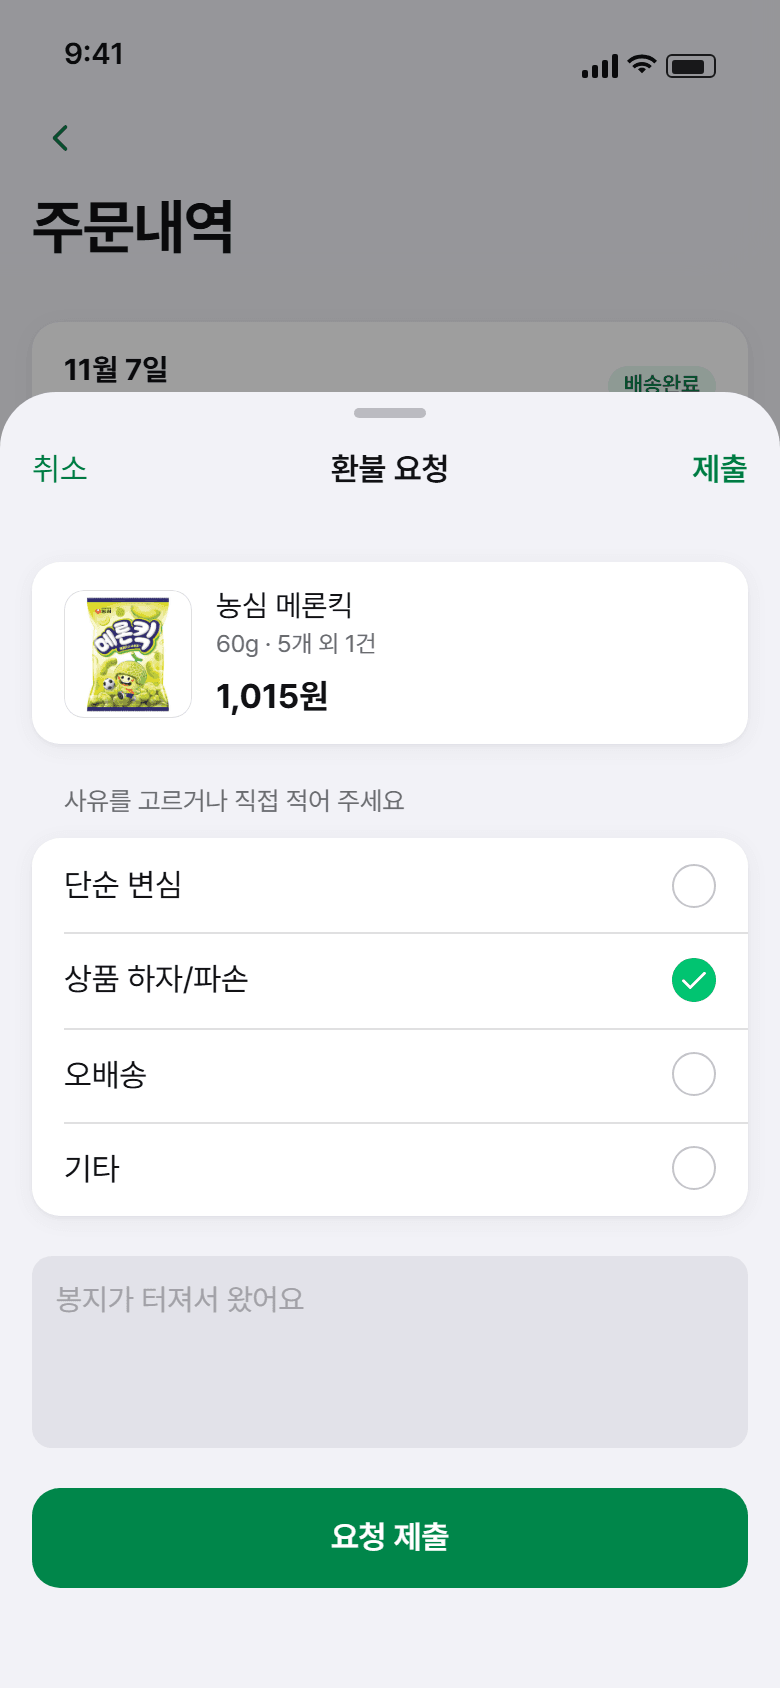 9:41
주문내역
11월 7일
배송완료
취소
환불 요청
제출
메론킥
농심 메론킥
60g · 5개 외 1건
1,015원
사유를 고르거나 직접 적어 주세요
단순 변심
상품 하자/파손
오배송
기타
봉지가 터져서 왔어요
요청 제출